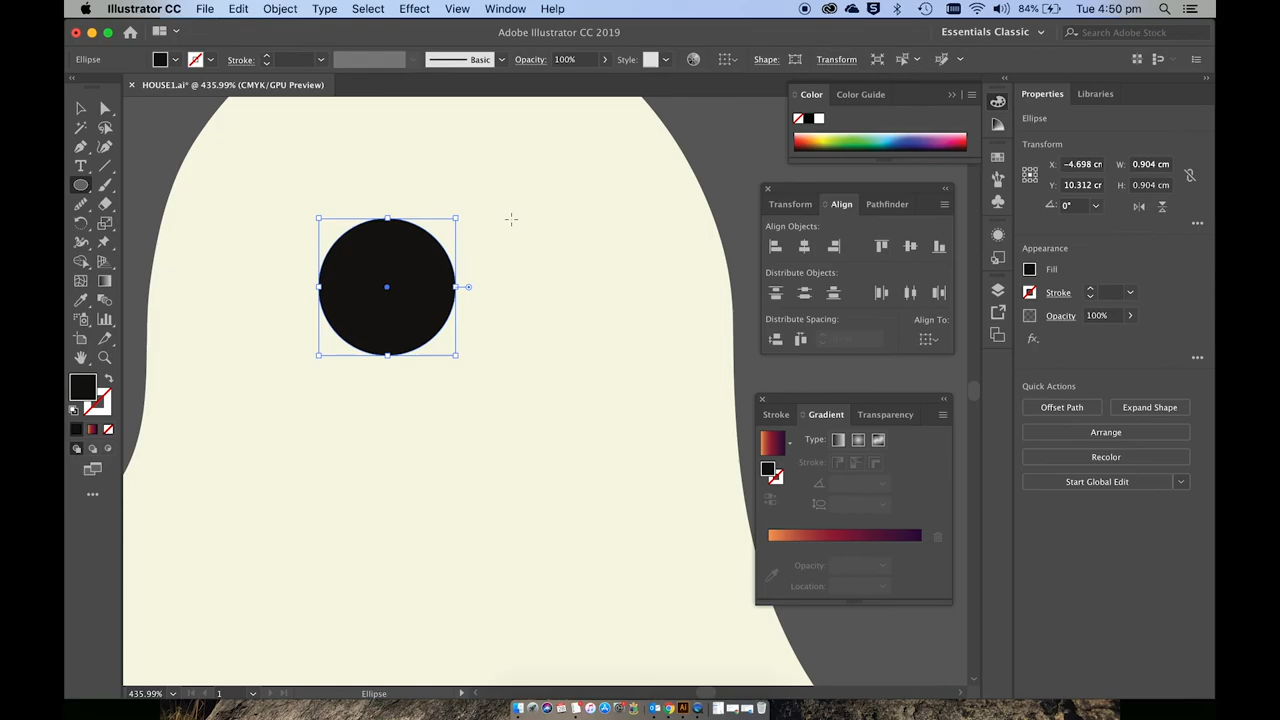 Illustrator CC File Edit Object Type Select Effect View Window Help 84% Tue 4:50 pm
Adobe Illustrator CC 2019 Essentials Classic Search Adobe Stock
Ellipse Stroke: Basic Opacity: 100% Style: Shape: Transform
HOUSE1.ai* @ 435.99% (CMYK/GPU Preview)
Color Color Guide
Properties Libraries
Ellipse
Transform
X: -4.698 cr W: 0.904 cm
Y: 10.312 cr H: 0.904 cm
0°
Transform Align Pathfinder
Align Objects:
Distribute Objects:
Distribute Spacing: Align To:
Appearance
Fill
Stroke
Opacity 100%
fx.
Quick Actions
Offset Path Expand Shape
Arrange
Recolor
Start Global Edit
Stroke Gradient Transparency
Type:
Stroke:
Opacity:
Location:
435.99% 1 Ellipse